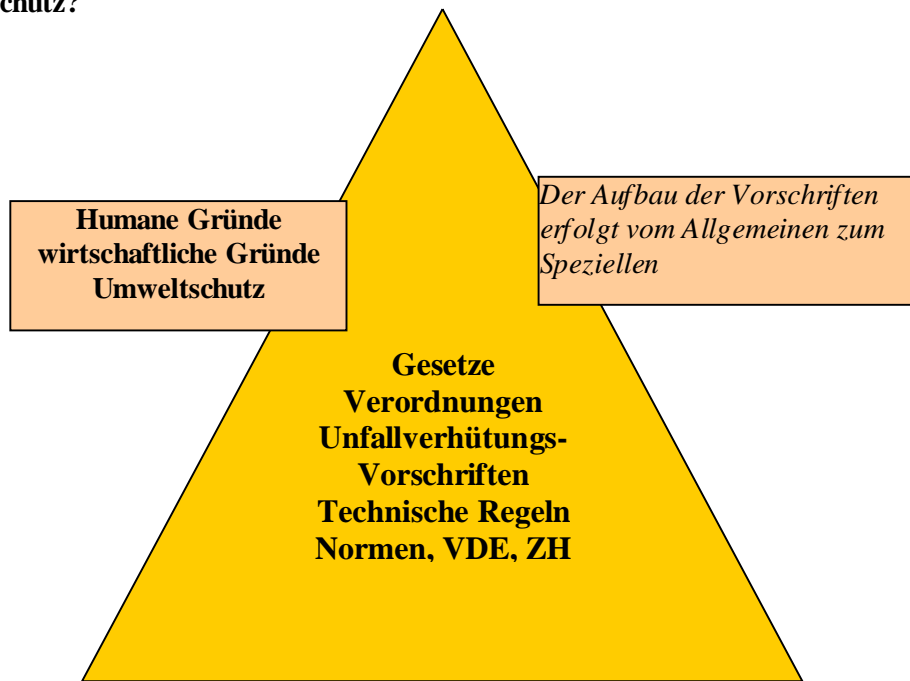 chutz?
Humane Gründe
wirtschaftliche Gründe
Umweltschutz
Der Aufbau der Vorschriften
erfolgt vom Allgemeinen zum
Speziellen
Gesetze
Verordnungen
Unfallverhütungs-
Vorschriften
Technische Regeln
Normen, VDE, ZH